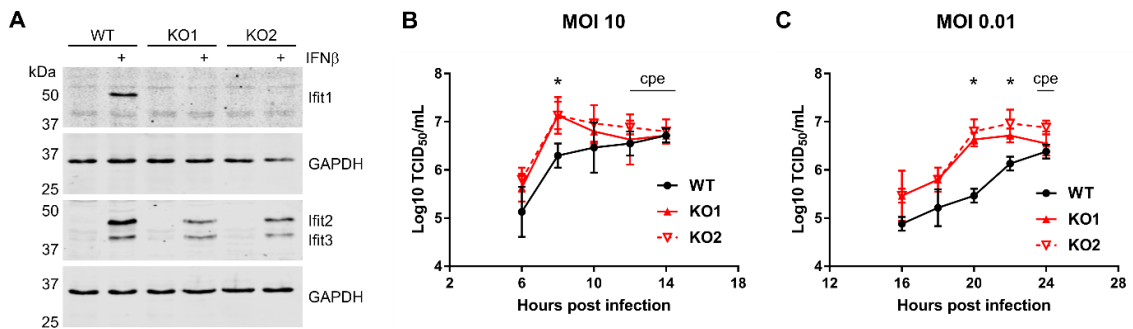 A
WT KO1 KO2
+ + + IFNβ
kDa
50
37
Ifit1
37
25
GAPDH
50
37
Ifit2
Ifit3
37
25
GAPDH
B
MOI 10
Log10 TCID50/mL
8
7
6
5
4
*
cpe
WT
KO1
KO2
2 6 10 14 18
Hours post infection
C
MOI 0.01
Log10 TCID50/mL
8
7
6
5
4
* *
cpe
WT
KO1
KO2
12 16 20 24 28
Hours post infection